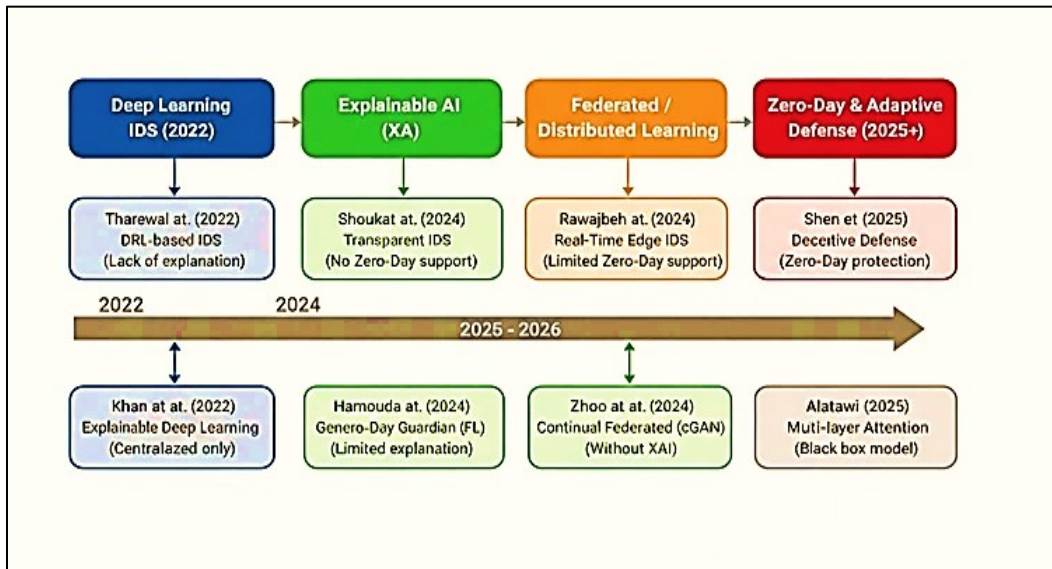 Deep Learning
IDS (2022)
Explainable AI
(XA)
Federated /
Distributed Learning
Zero-Day & Adaptive
Defense (2025+)
Tharewal at. (2022)
DRL-based IDS
(Lack of explanation)
Shoukat at. (2024)
Transparent IDS
(No Zero-Day support)
Rawajbeh at. (2024)
Real-Time Edge IDS
(Limited Zero-Day support)
Shen et (2025)
Deceitive Defense
(Zero-Day protection)
2022
2024
2025 - 2026
Khan at at. (2022)
Explainable Deep Learning
(Centralazed only)
Hamouda at. (2024)
Genero-Day Guardian (FL)
(Limited explanation)
Zhoo at at. (2024)
Continual Federated (cGAN)
(Without XAI)
Alatawi (2025)
Muti-layer Attention
(Black box model)